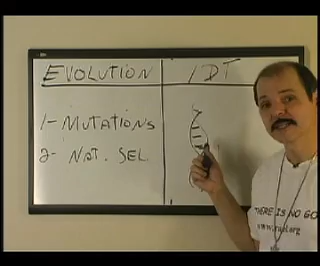 EVOLUTION
IDT
1- MUTATIONS
2- NAT. SEL
THERE IS NO GO